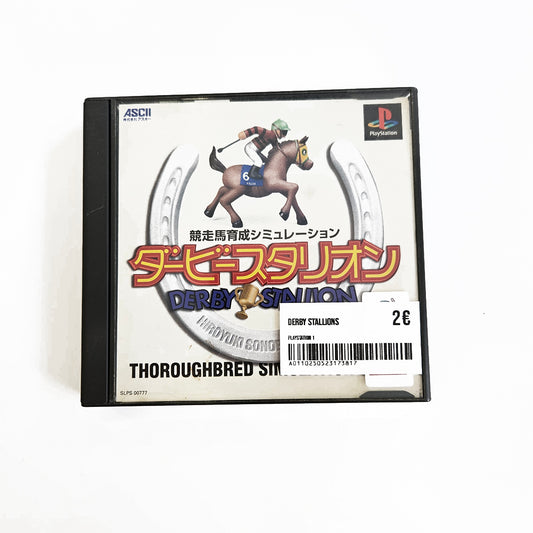 ASCII
株式会社アスキー
PlayStation
6
競走馬育成シミュレーション
ダービースタリオン
DERBY STALLION
HIROYUKI SONO
THOROUGHBRED SIM
SLPS 00777
DERBY STALLIONS
2€
PLAYSTATION 1
A0110250523173817